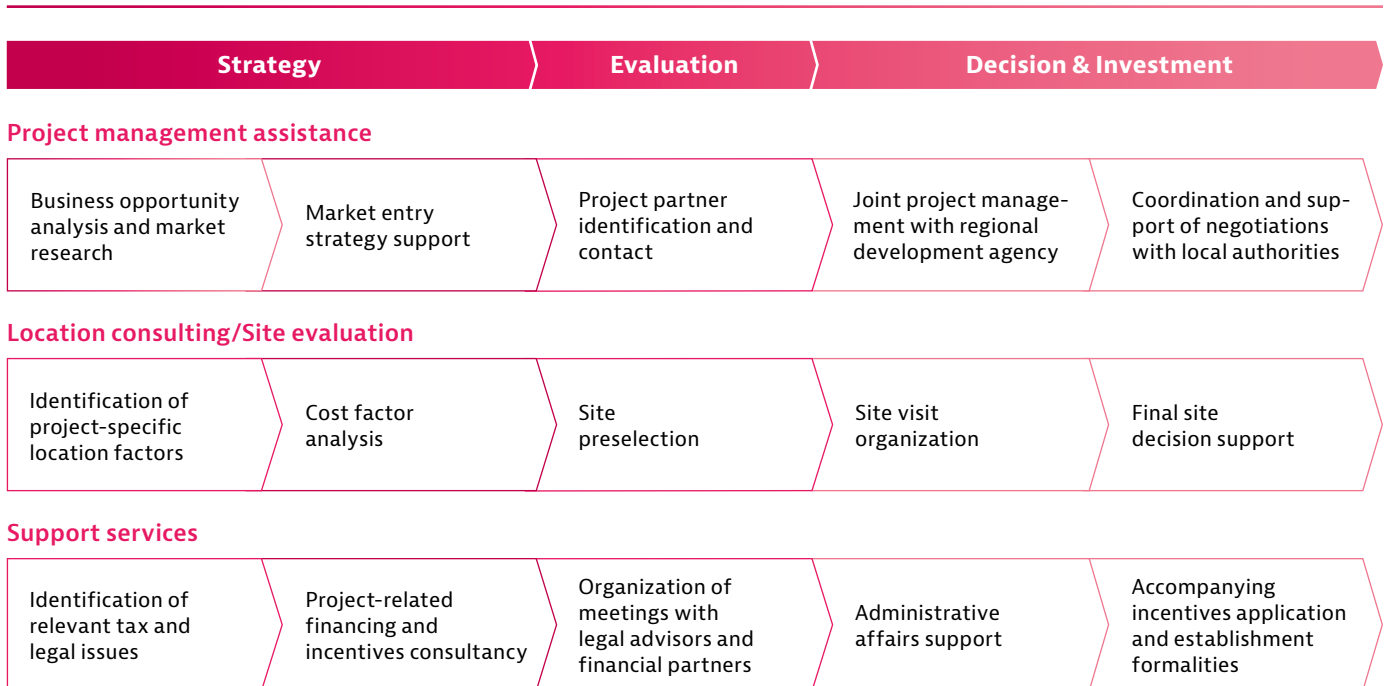 Strategy
Evaluation
Decision & Investment
Project management assistance
Business opportunity
analysis and market
research
Market entry
strategy support
Project partner
identification and
contact
Joint project manage-
ment with regional
development agency
Coordination and sup-
port of negotiations
with local authorities
Location consulting/Site evaluation
Identification of
project-specific
location factors
Cost factor
analysis
Site
preselection
Site visit
organization
Final site
decision support
Support services
Identification of
relevant tax and
legal issues
Project-related
financing and
incentives consultancy
Organization of
meetings with
legal advisors and
financial partners
Administrative
affairs support
Accompanying
incentives application
and establishment
formalities